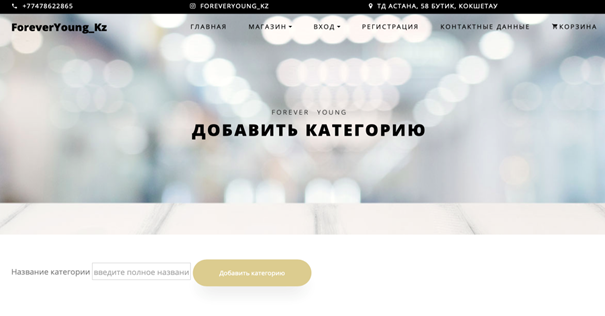 +77478622865 FOREVERYOUNG_KZ ТД АСТАНА, 58 БУТИК, КОКШЕТАУ
ForeverYoung_Kz ГЛАВНАЯ МАГАЗИН ВХОД РЕГИСТРАЦИЯ КОНТАКТНЫЕ ДАННЫЕ КОРЗИНА
FOREVER YOUNG
ДОБАВИТЬ КАТЕГОРИЮ
Название категории введите полное названи Добавить категорию